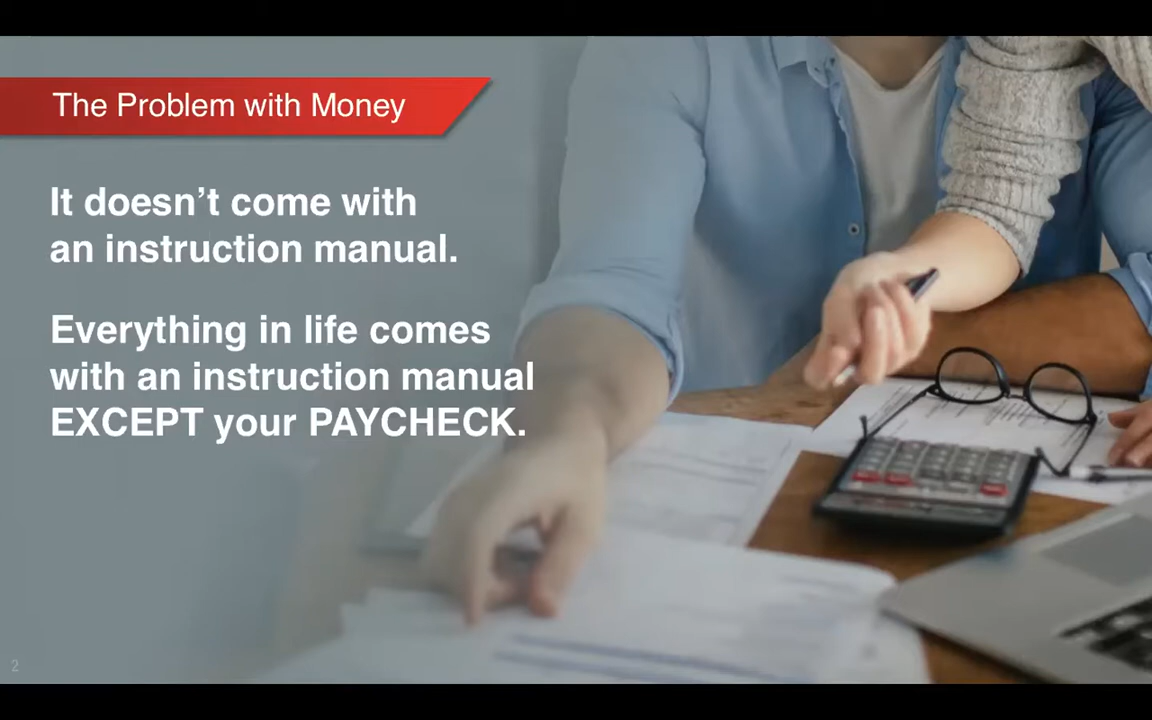 The Problem with Money
It doesn’t come with
an instruction manual.
Everything in life comes
with an instruction manual
EXCEPT your PAYCHECK.
2